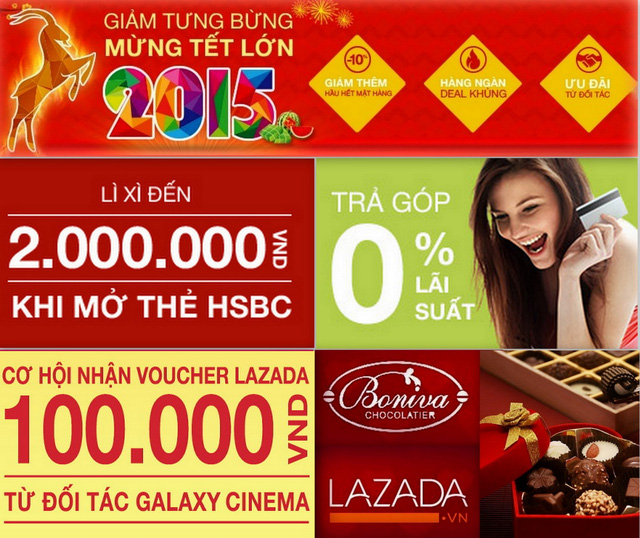 GIẢM TƯNG BỪNG
MỪNG TẾT LỚN
2015
-10%
GIẢM THÊM
HẦU HẾT MẶT HÀNG
HÀNG NGÀN
DEAL KHỦNG
ƯU ĐÃI
TỪ ĐỐI TÁC
LÌ XÌ ĐẾN
2.000.000 VND
KHI MỞ THẺ HSBC
TRẢ GÓP
0%
LÃI
SUẤT
CƠ HỘI NHẬN VOUCHER LAZADA
100.000 VND
TỪ ĐỐI TÁC GALAXY CINEMA
Boniva
CHOCOLATIER
LAZADA
.VN